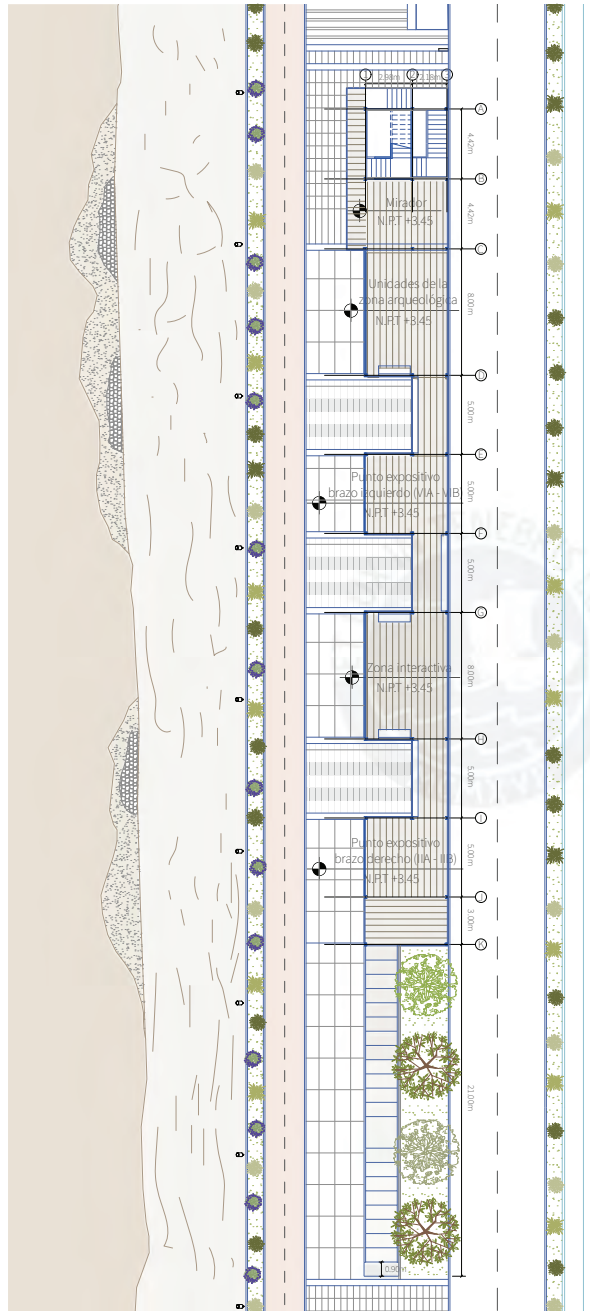 2.98m
2.18m
A
4.42m
B
Mirador
N.P.T +3.45
4.42m
C
Unidades de la
zona arqueológica
N.P.T +3.45
8.00m
D
5.00m
E
Punto expositivo
brazo izquierdo (VIA - VIB)
N.P.T +3.45
5.00m
F
5.00m
G
Zona interactiva
N.P.T +3.45
8.00m
H
5.00m
I
Punto expositivo
brazo derecho (IIA - IIB)
N.P.T +3.45
5.00m
J
3.00m
K
21.00m
0.90m